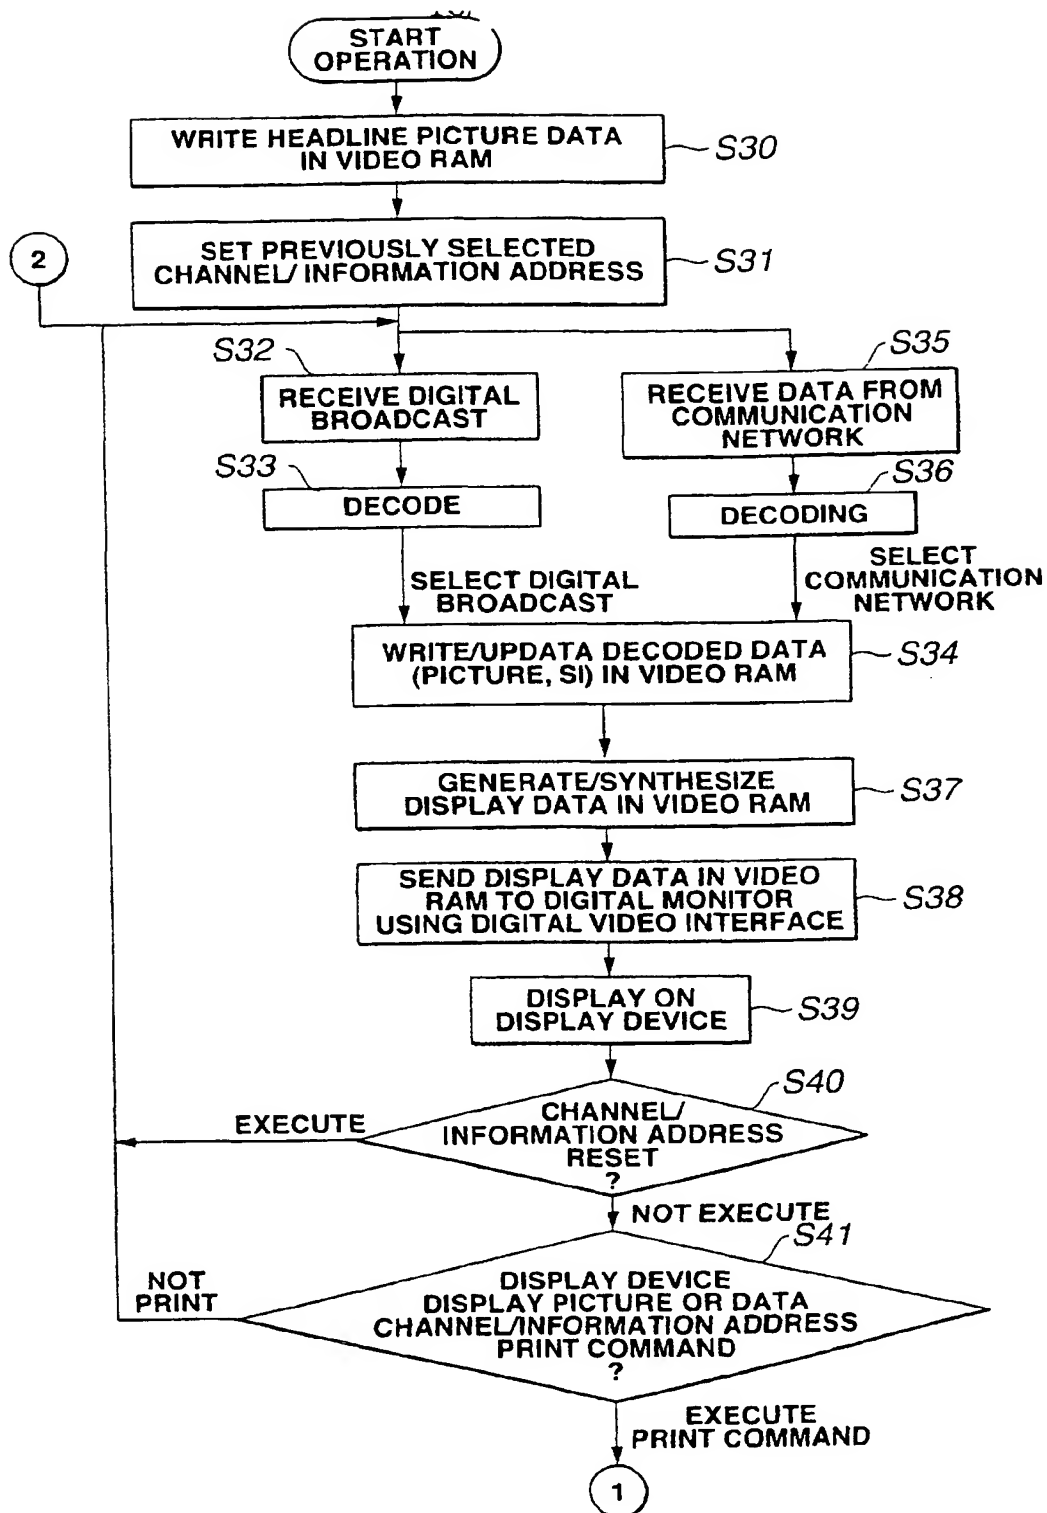 START
OPERATION
WRITE HEADLINE PICTURE DATA
IN VIDEO RAM
S30
SET PREVIOUSLY SELECTED
CHANNEL/ INFORMATION ADDRESS
S31
2
S32
RECEIVE DIGITAL
BROADCAST
S35
RECEIVE DATA FROM
COMMUNICATION
NETWORK
S33
DECODE
S36
DECODING
SELECT DIGITAL
BROADCAST
SELECT
COMMUNICATION
NETWORK
WRITE/UPDATA DECODED DATA
(PICTURE, SI) IN VIDEO RAM
S34
GENERATE/SYNTHESIZE
DISPLAY DATA IN VIDEO RAM
S37
SEND DISPLAY DATA IN VIDEO
RAM TO DIGITAL MONITOR
USING DIGITAL VIDEO INTERFACE
S38
DISPLAY ON
DISPLAY DEVICE
S39
S40
CHANNEL/
INFORMATION ADDRESS
RESET
?
EXECUTE
NOT EXECUTE
S41
DISPLAY DEVICE
DISPLAY PICTURE OR DATA
CHANNEL/INFORMATION ADDRESS
PRINT COMMAND
?
NOT
PRINT
EXECUTE
PRINT COMMAND
1